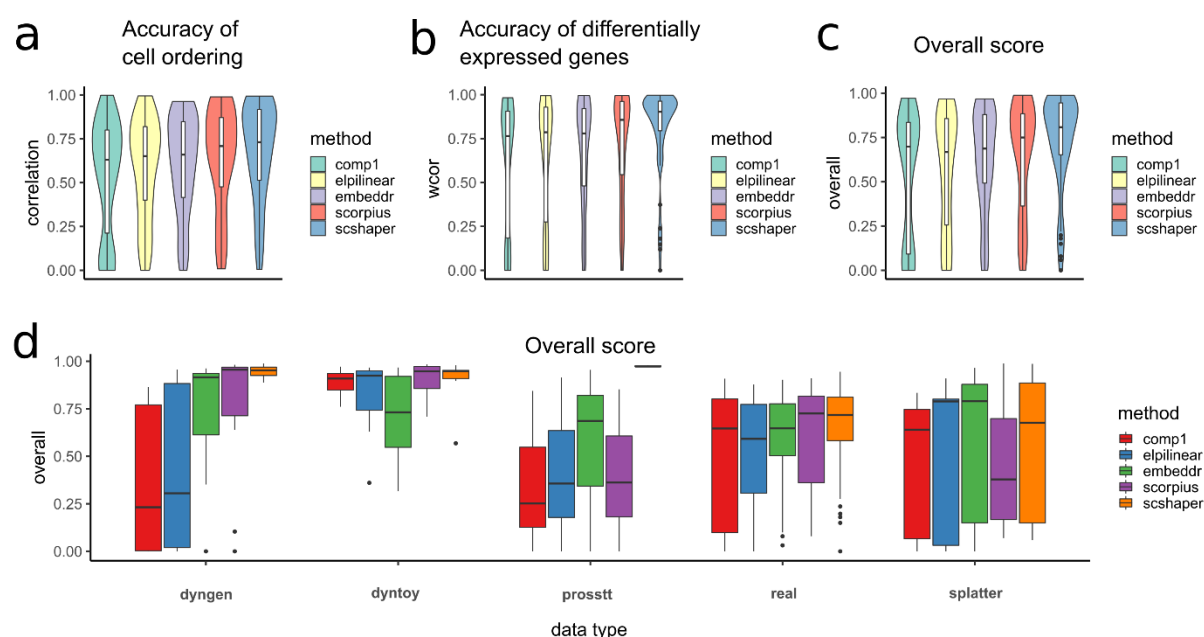 a
Accuracy of
cell ordering
correlation
1.00
0.75
0.50
0.25
0.00
method
comp1
elpilinear
embeddr
scorpius
scshaper
b
Accuracy of differentially
expressed genes
wcor
1.00
0.75
0.50
0.25
0.00
method
comp1
elpilinear
embeddr
scorpius
scshaper
c
Overall score
overall
1.00
0.75
0.50
0.25
0.00
method
comp1
elpilinear
embeddr
scorpius
scshaper
d
Overall score
overall
1.00
0.75
0.50
0.25
0.00
dyngen dyntoy prosstt real splatter
data type
method
comp1
elpilinear
embeddr
scorpius
scshaper